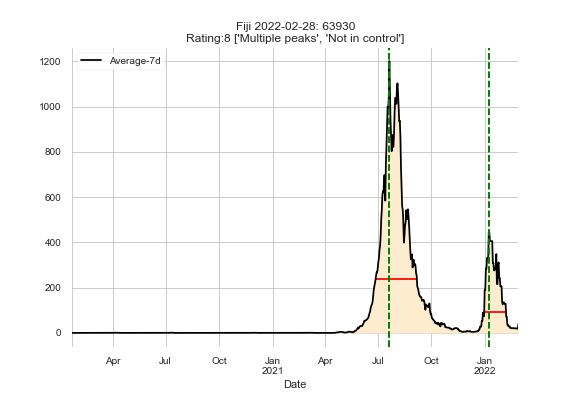 Fiji 2022-02-28: 63930
Rating:8 ['Multiple peaks', 'Not in control']
Average-7d
1200
1000
800
600
400
200
0
Apr Jul Oct Jan Apr Jul Oct Jan
2021 2022
Date